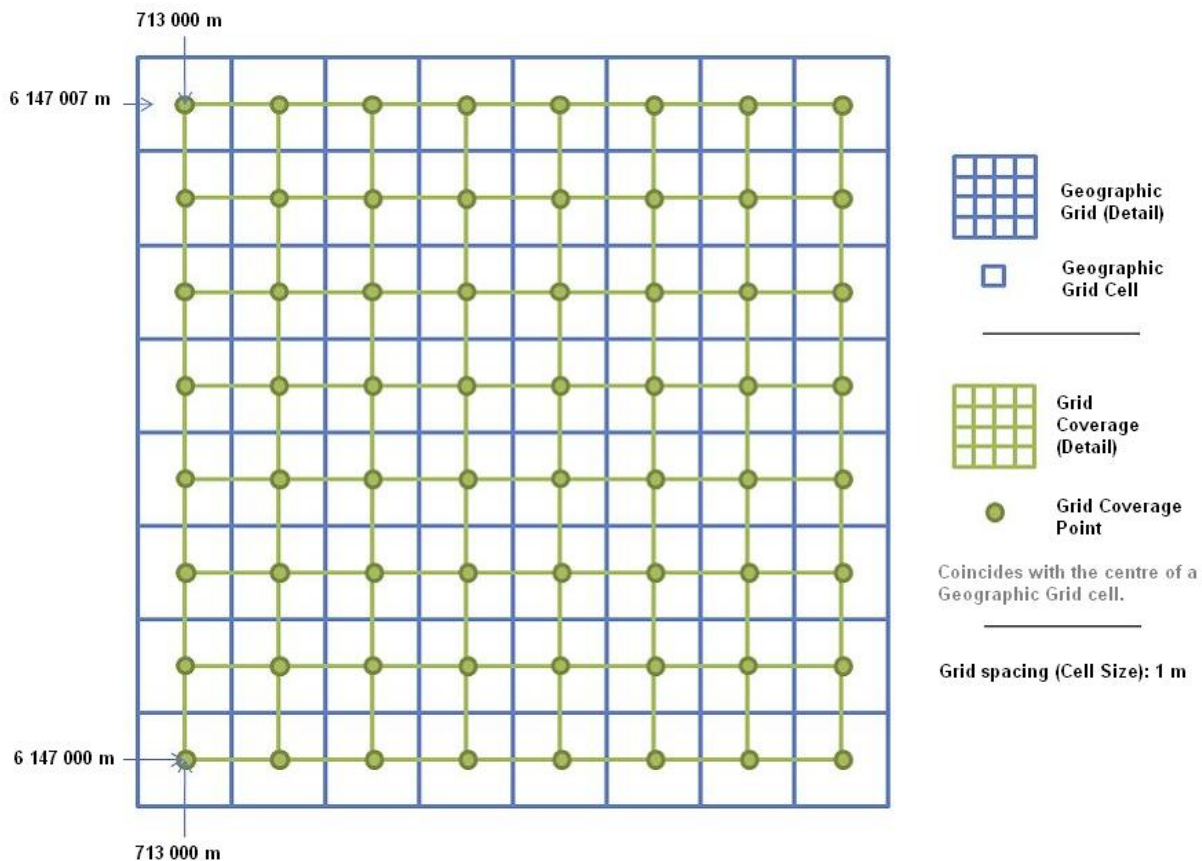 713 000 m
6 147 007 m
Geographic
Grid (Detail)
Geographic
Grid Cell
Grid
Coverage
(Detail)
Grid Coverage
Point
Coincides with the centre of a
Geographic Grid cell.
Grid spacing (Cell Size): 1 m
6 147 000 m
713 000 m